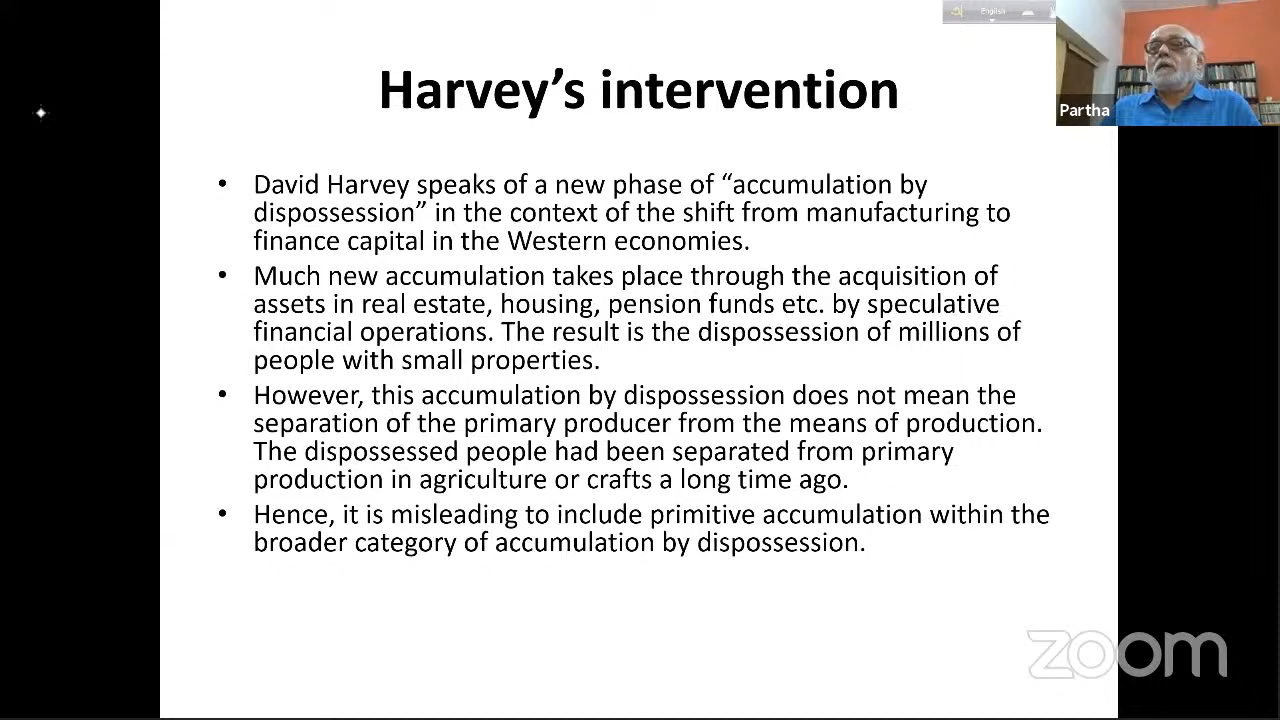 English
Harvey’s intervention
Partha
• David Harvey speaks of a new phase of “accumulation by
dispossession” in the context of the shift from manufacturing to
finance capital in the Western economies.
• Much new accumulation takes place through the acquisition of
assets in real estate, housing, pension funds etc. by speculative
financial operations. The result is the dispossession of millions of
people with small properties.
• However, this accumulation by dispossession does not mean the
separation of the primary producer from the means of production.
The dispossessed people had been separated from primary
production in agriculture or crafts a long time ago.
• Hence, it is misleading to include primitive accumulation within the
broader category of accumulation by dispossession.
zoom